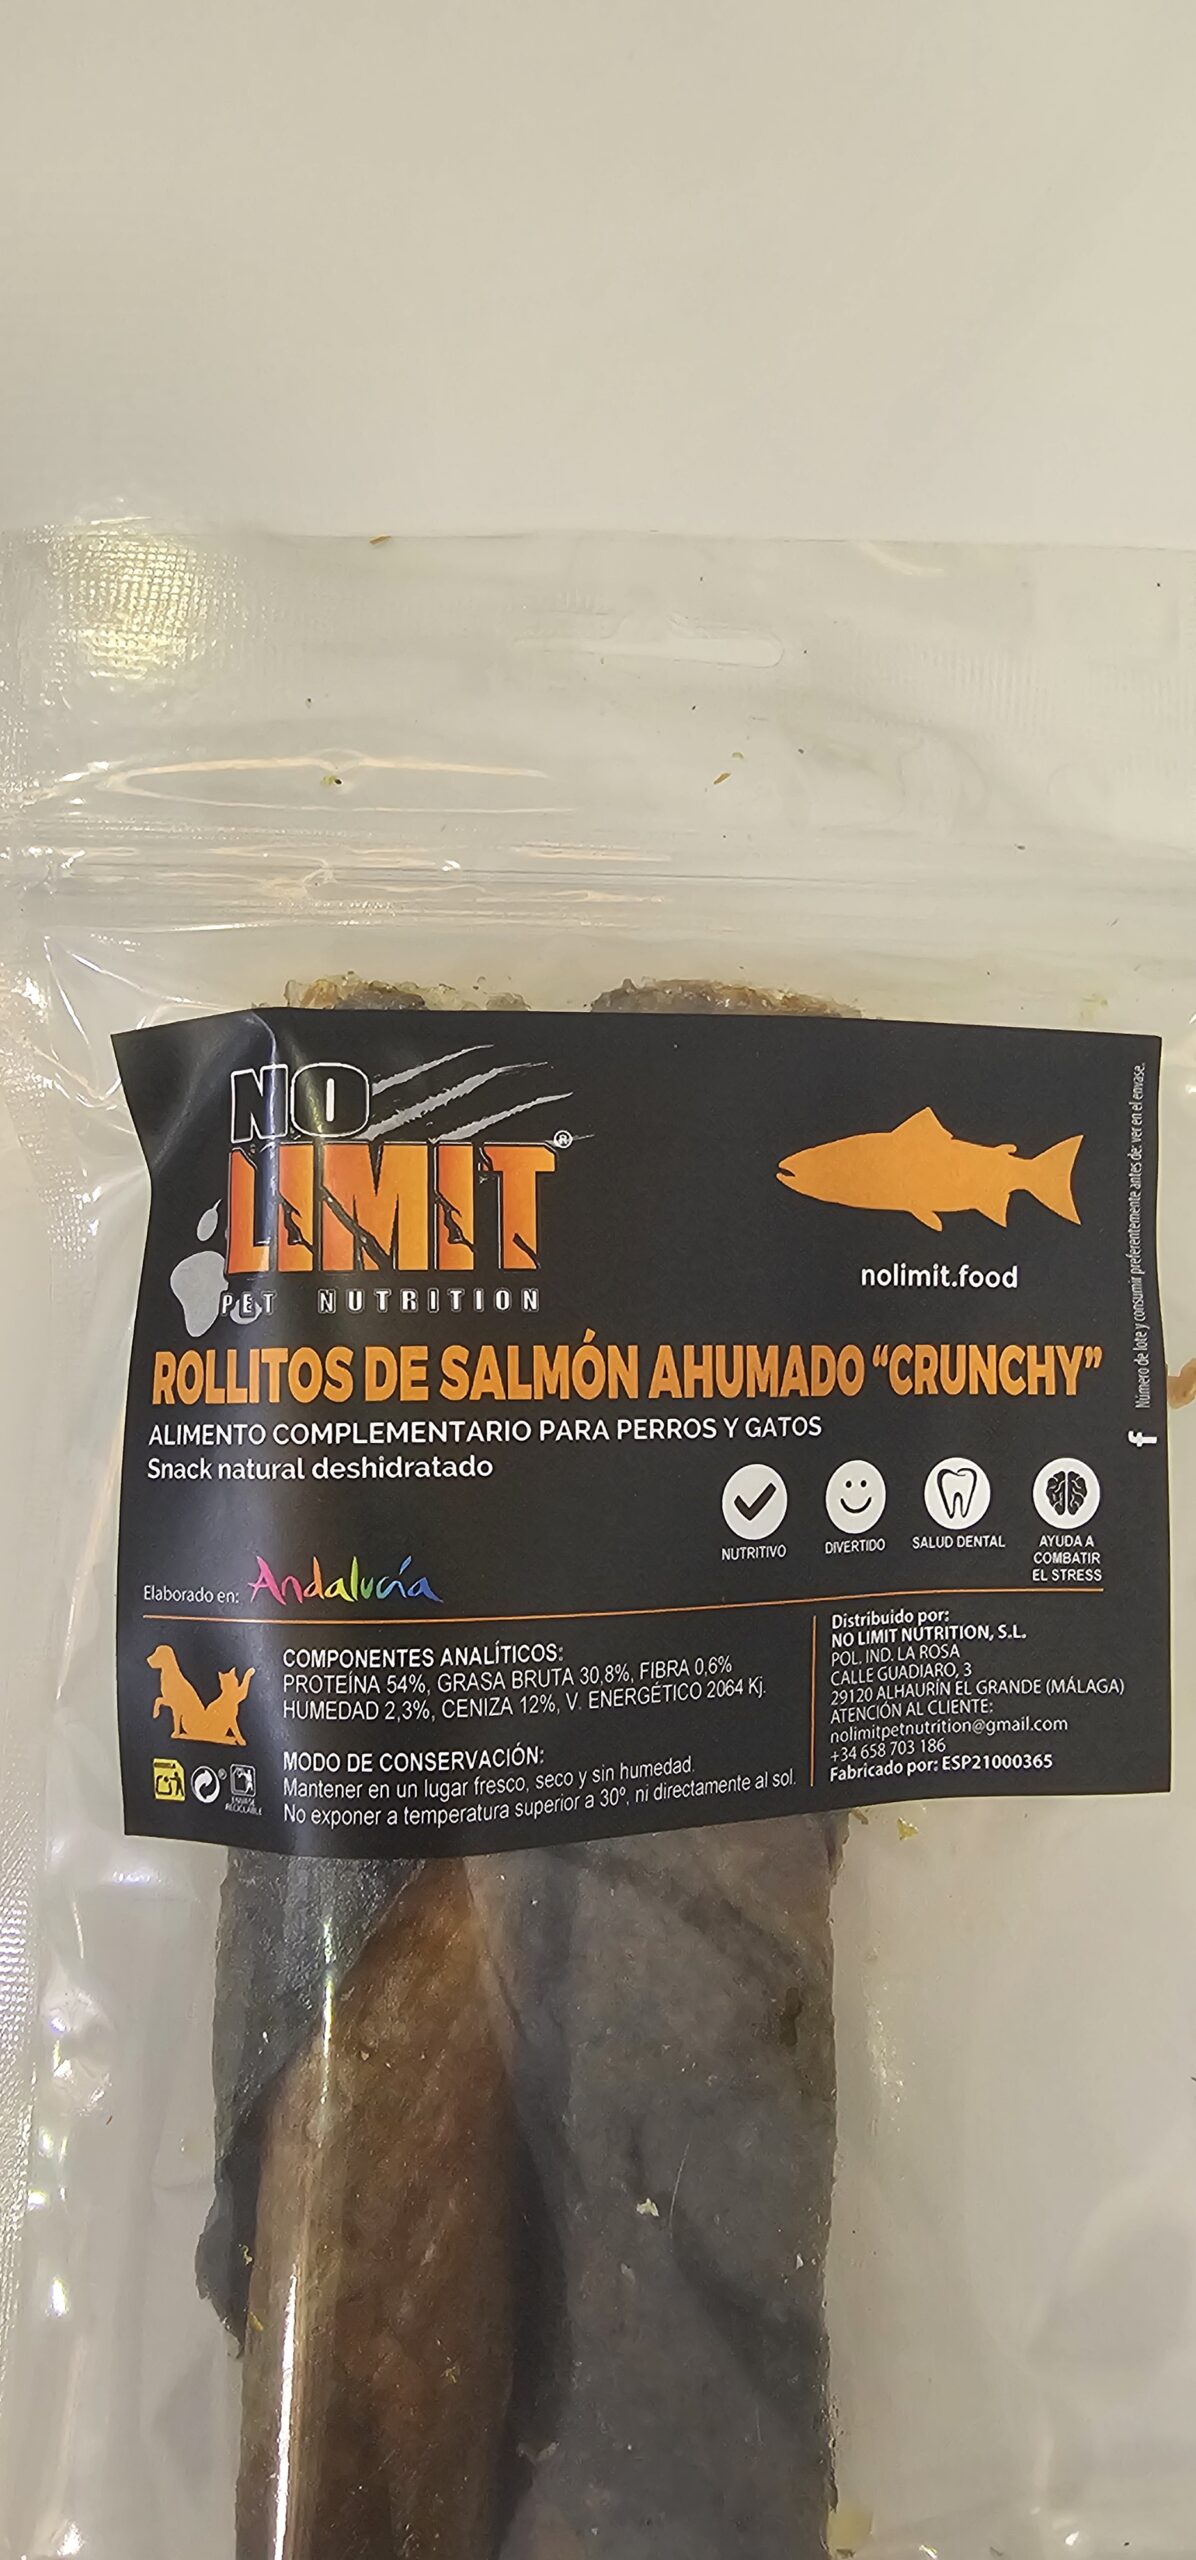 NO
LIMIT®
PET NUTRITION
nolimit.food
ROLLITOS DE SALMÓN AHUMADO “CRUNCHY”
ALIMENTO COMPLEMENTARIO PARA PERROS Y GATOS
Snack natural deshidratado
NUTRITIVO
DIVERTIDO
SALUD DENTAL
AYUDA A
COMBATIR
EL STRESS
Elaborado en: Andalucía
COMPONENTES ANALÍTICOS:
PROTEÍNA 54%, GRASA BRUTA 30,8%, FIBRA 0,6%
HUMEDAD 2,3%, CENIZA 12%, V. ENERGÉTICO 2064 Kj.
MODO DE CONSERVACIÓN:
Mantener en un lugar fresco, seco y sin humedad.
No exponer a temperatura superior a 30º, ni directamente al sol.
ENVASE
RECICLABLE
Distribuido por:
NO LIMIT NUTRITION, S.L.
POL. IND. LA ROSA
CALLE GUADIARO, 3
29120 ALHAURÍN EL GRANDE (MÁLAGA)
ATENCIÓN AL CLIENTE:
nolimitpetnutrition@gmail.com
+34 658 703 186
Fabricado por: ESP21000365
Número de lote y consumir preferentemente antes de: ver en el envase.
f